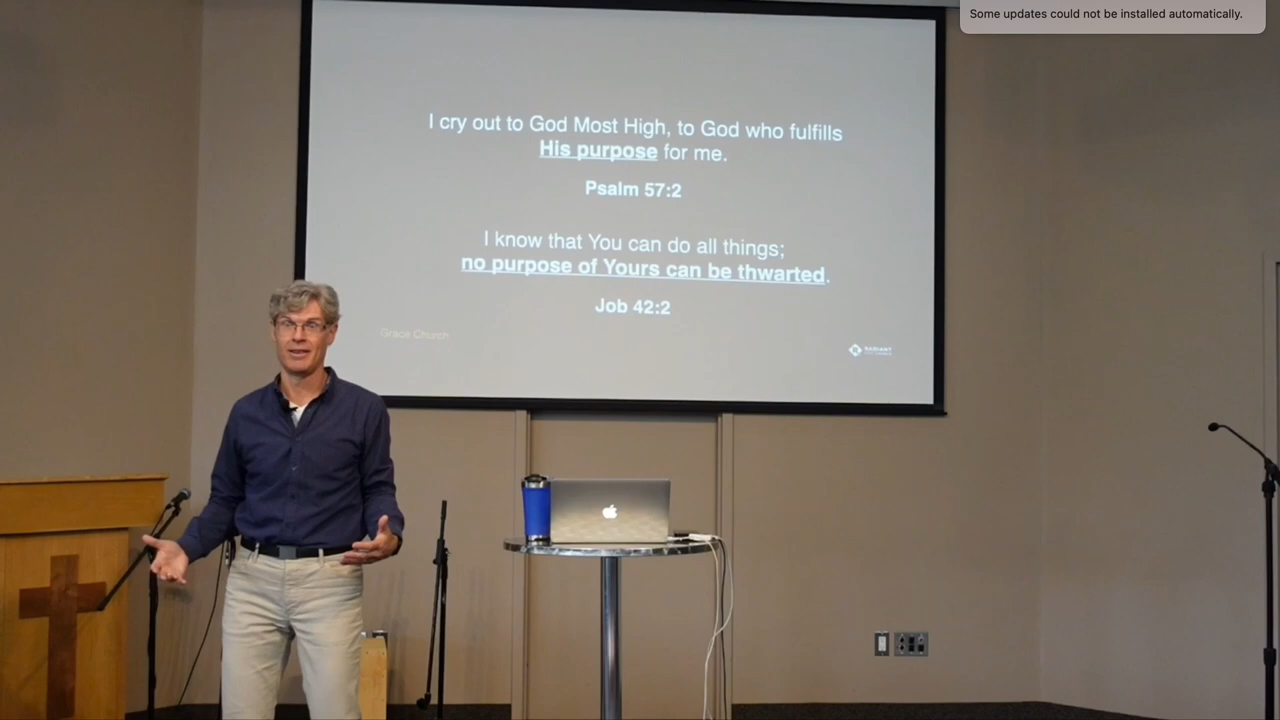 Some updates could not be installed automatically.
I cry out to God Most High, to God who fulfills
His purpose for me.
Psalm 57:2
I know that You can do all things;
no purpose of Yours can be thwarted.
Job 42:2
Grace Church
RADIANT